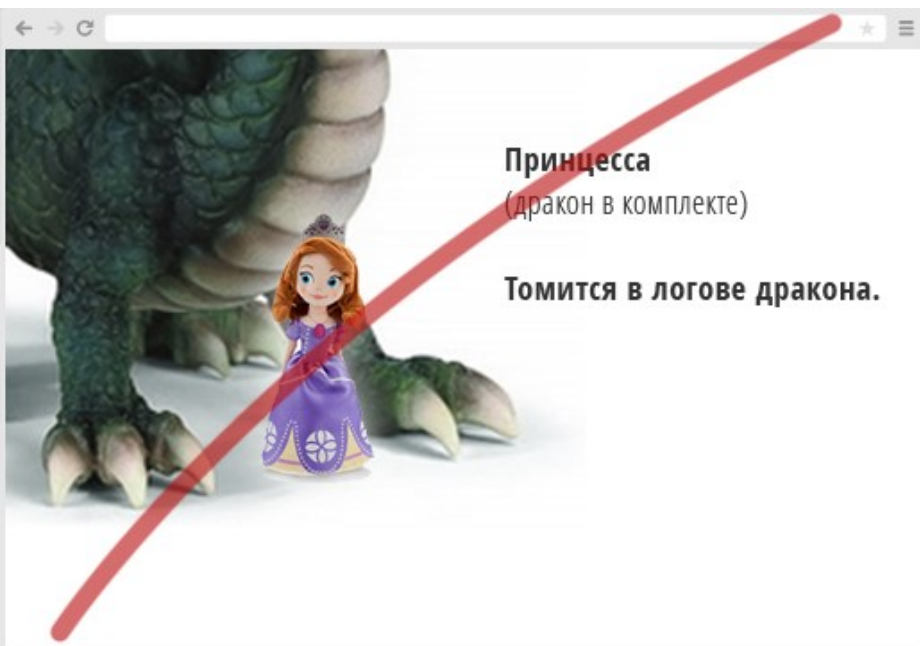 Принцесса
(дракон в комплекте)
Томится в логове дракона.